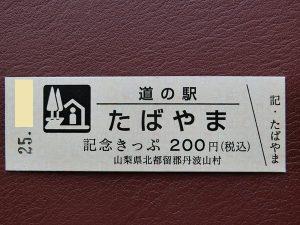 道の駅
たばやま
記念きっぷ 200円(税込)
山梨県北都留郡丹波山村
25.
記・たばやま